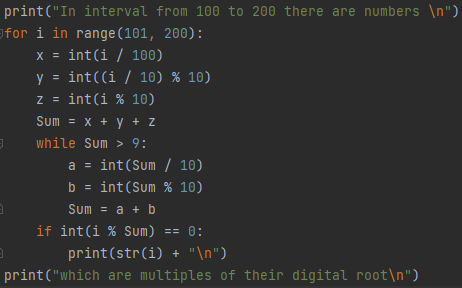 print("In interval from 100 to 200 there are numbers \n")
for i in range(101, 200):
    x = int(i / 100)
    y = int((i / 10) % 10)
    z = int(i % 10)
    Sum = x + y + z
    while Sum > 9:
        a = int(Sum / 10)
        b = int(Sum % 10)
        Sum = a + b
    if int(i % Sum) == 0:
        print(str(i) + "\n")
print("which are multiples of their digital root\n")